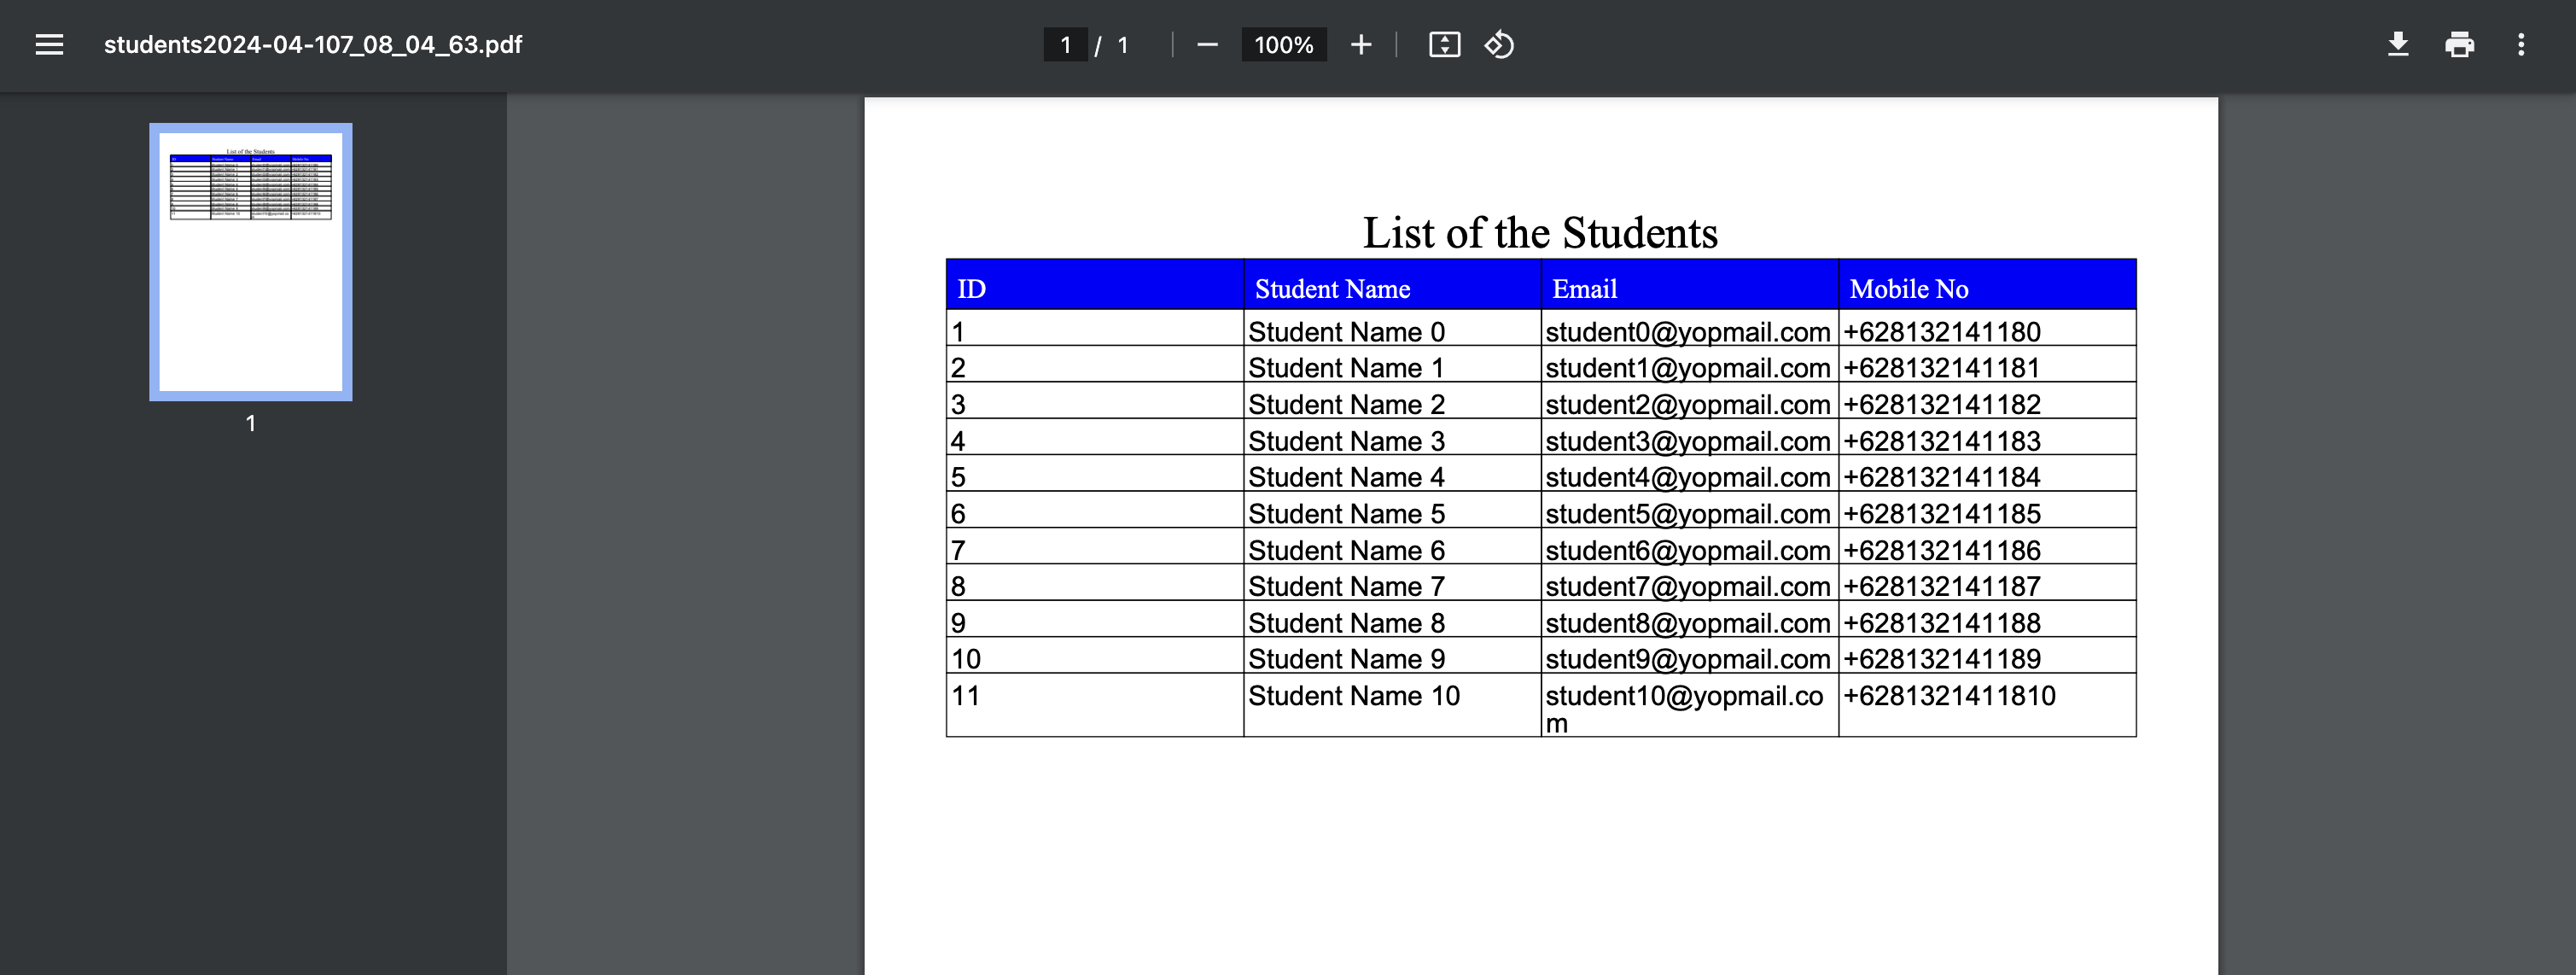 students2024-04-107_08_04_63.pdf
1 / 1
100%
List of the Students
ID Student Name Email Mobile No
1 Student Name 0 student0@yopmail.com +628132141180
2 Student Name 1 student1@yopmail.com +628132141181
3 Student Name 2 student2@yopmail.com +628132141182
4 Student Name 3 student3@yopmail.com +628132141183
5 Student Name 4 student4@yopmail.com +628132141184
6 Student Name 5 student5@yopmail.com +628132141185
7 Student Name 6 student6@yopmail.com +628132141186
8 Student Name 7 student7@yopmail.com +628132141187
9 Student Name 8 student8@yopmail.com +628132141188
10 Student Name 9 student9@yopmail.com +628132141189
11 Student Name 10 student10@yopmail.co +6281321411810
m
List of the Students
1